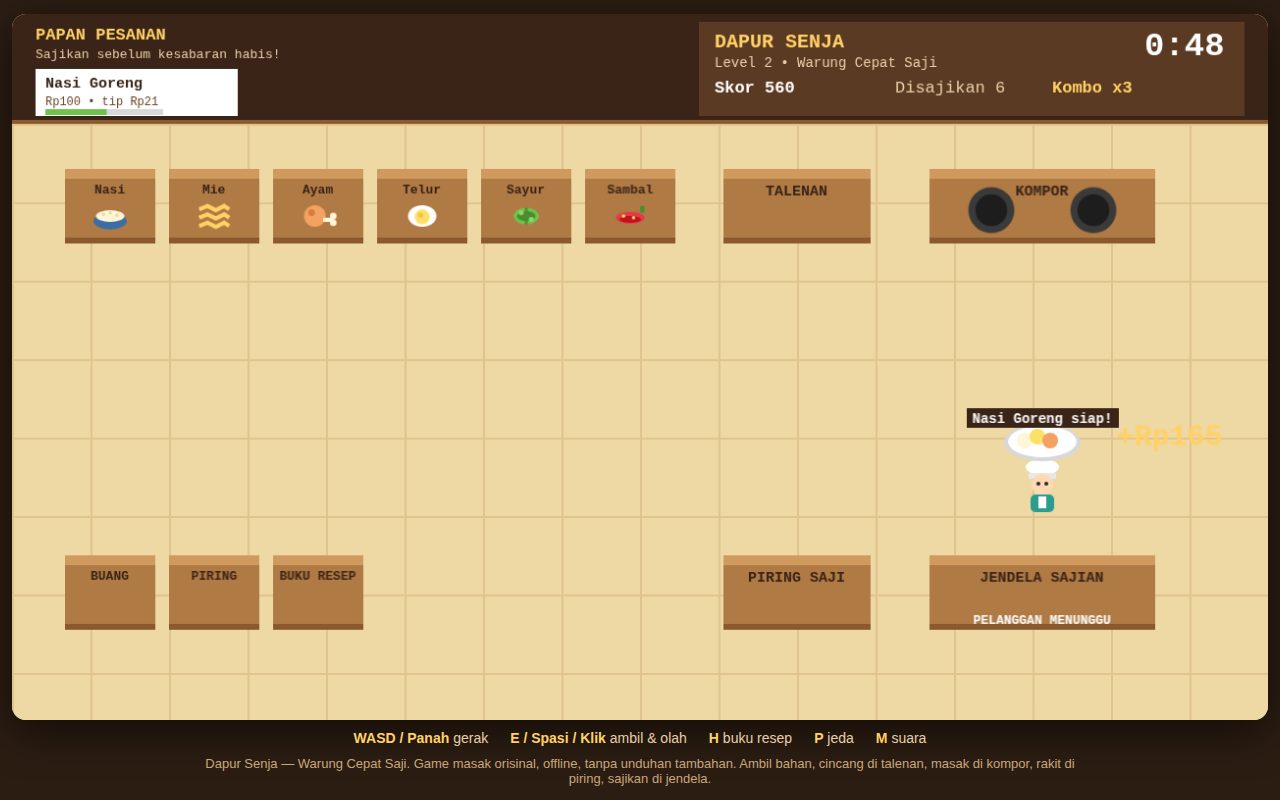 PAPAN PESANAN
Sajikan sebelum kesabaran habis!
Nasi Goreng
Rp100 • tip Rp21
DAPUR SENJA
0:48
Level 2 • Warung Cepat Saji
Skor 560
Disajikan 6
Kombo x3
Nasi
Mie
Ayam
Telur
Sayur
Sambal
TALENAN
KOMPOR
Nasi Goreng siap!
+Rp165
BUANG
PIRING
BUKU RESEP
PIRING SAJI
JENDELA SAJIAN
PELANGGAN MENUNGGU
WASD / Panah gerak
E / Spasi / Klik ambil & olah
H buku resep
P jeda
M suara
Dapur Senja — Warung Cepat Saji. Game masak orisinal, offline, tanpa unduhan tambahan. Ambil bahan, cincang di talenan, masak di kompor, rakit di
piring, sajikan di jendela.